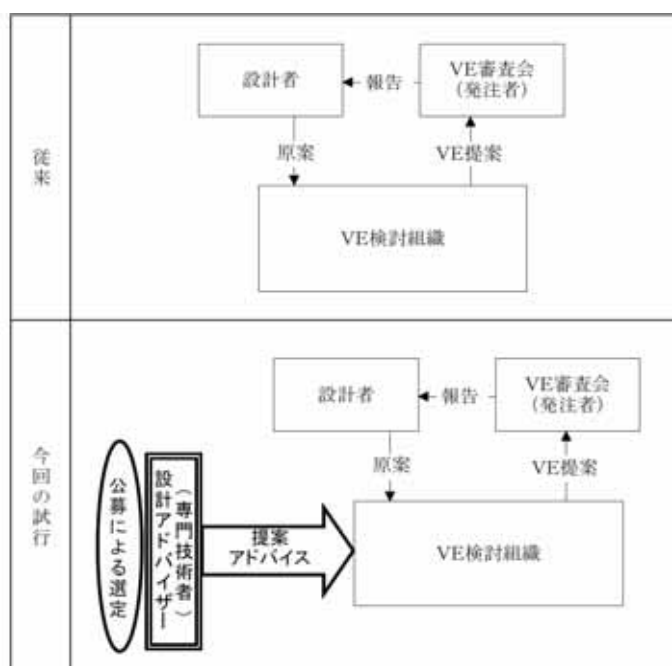 従来
設計者
報告
VE審査会
(発注者)
原案
VE提案
VE検討組織
今回の試行
設計者
報告
VE審査会
(発注者)
原案
VE提案
公募による選定
(専門技術者)
設計アドバイザー
提案
アドバイス
VE検討組織